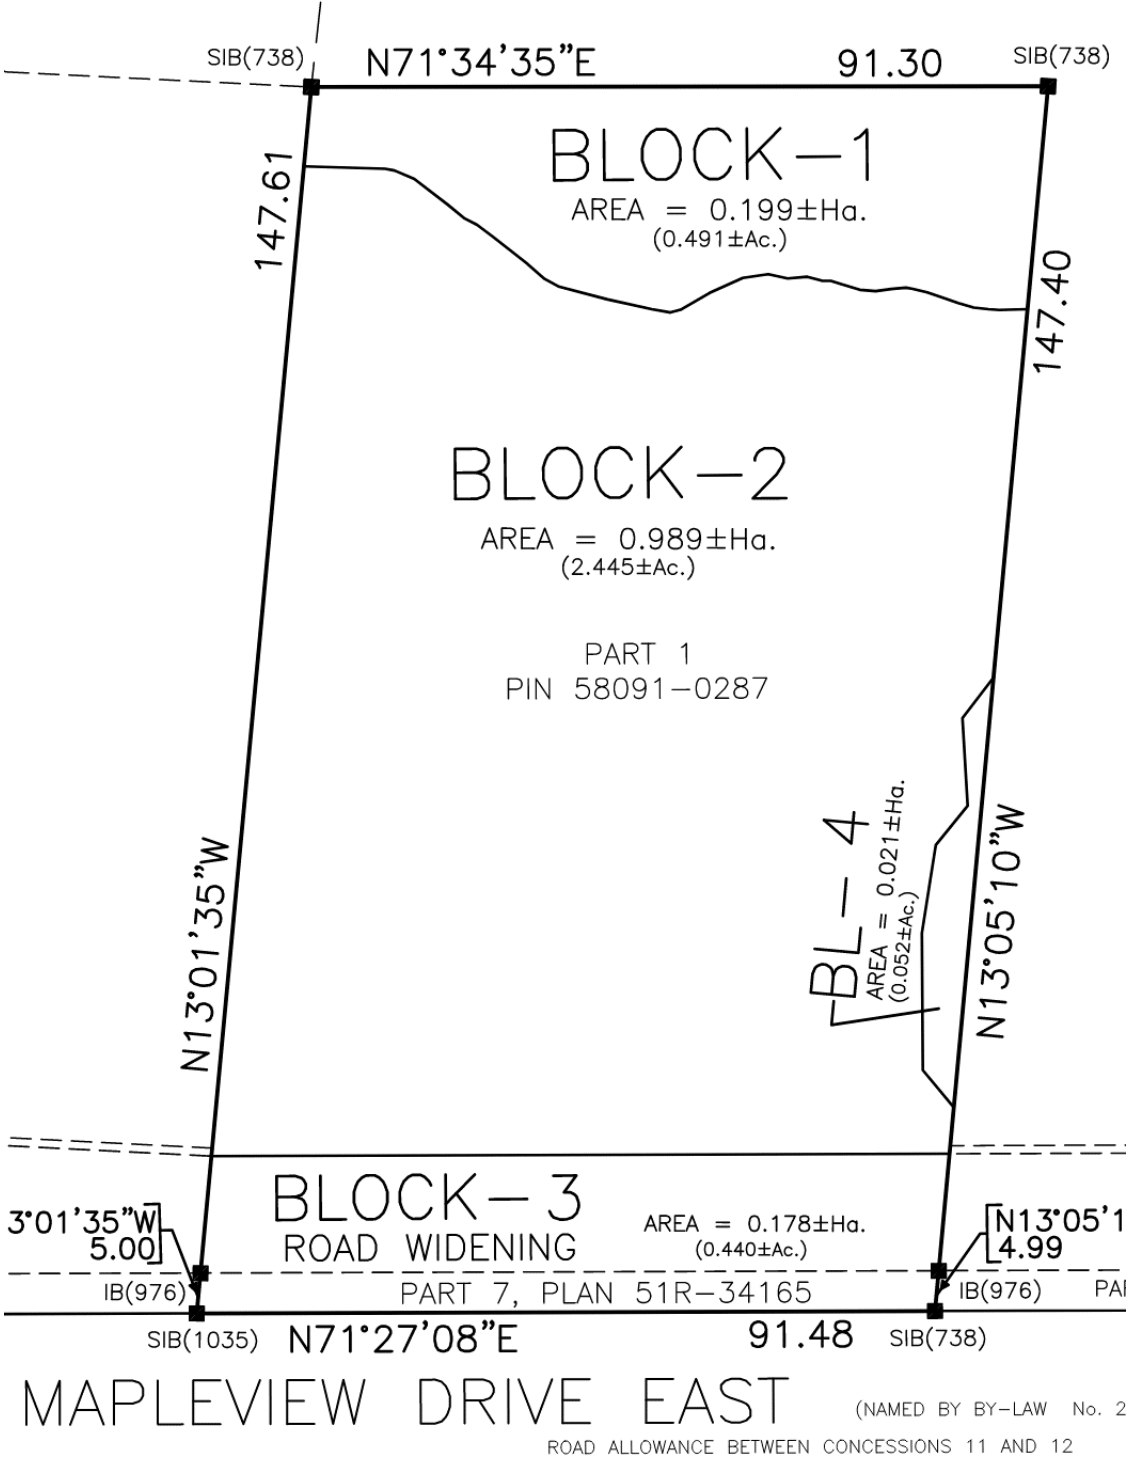 SIB(738)
N71°34'35"E
91.30
SIB(738)
147.61
BLOCK-1
AREA = 0.199±Ha.
(0.491±Ac.)
147.40
BLOCK-2
AREA = 0.989±Ha.
(2.445±Ac.)
PART 1
PIN 58091-0287
BL-4
AREA = 0.021±Ha.
(0.052±Ac.)
N13°05'10"W
N13°01'35"W
BLOCK-3
ROAD WIDENING
AREA = 0.178±Ha.
(0.440±Ac.)
3°01'35"W
5.00
N13°05'1
4.99
IB(976)
PART 7, PLAN 51R-34165
IB(976)
PAR
SIB(1035)
N71°27'08"E
91.48
SIB(738)
MAPLEVIEW DRIVE EAST
(NAMED BY BY-LAW No. 2
ROAD ALLOWANCE BETWEEN CONCESSIONS 11 AND 12